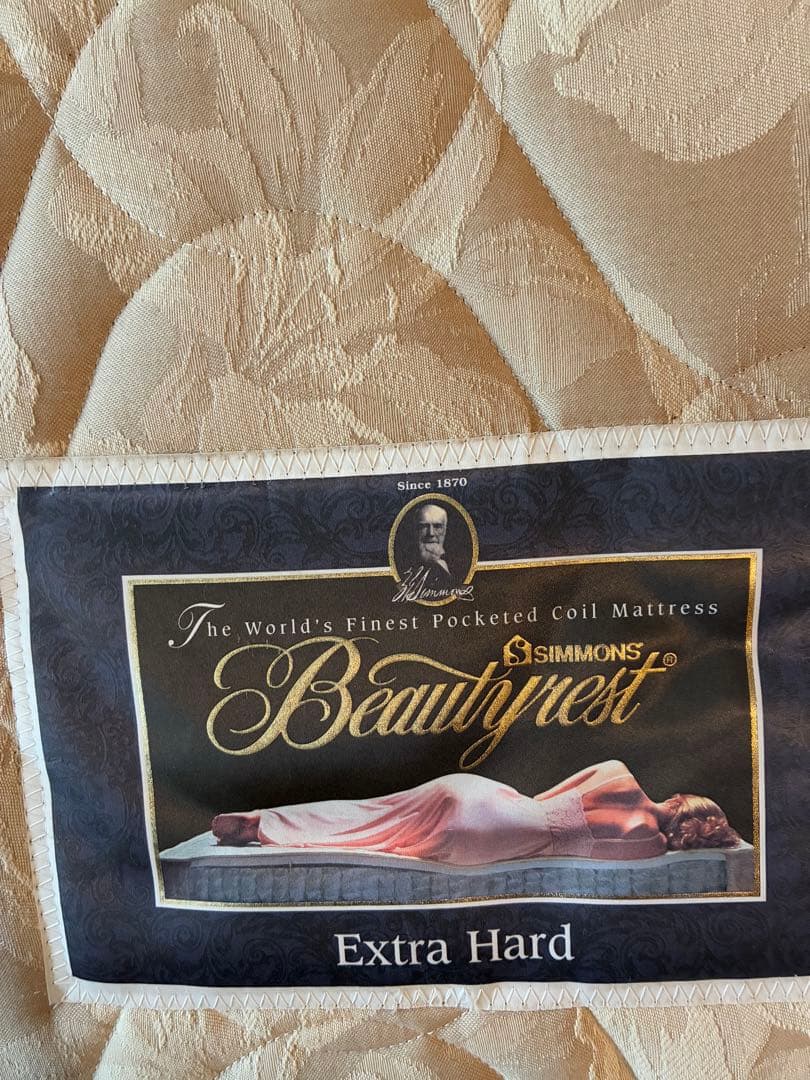 Since 1870
The World's Finest Pocketed Coil Mattress
SIMMONS
Beautyrest®
Extra Hard